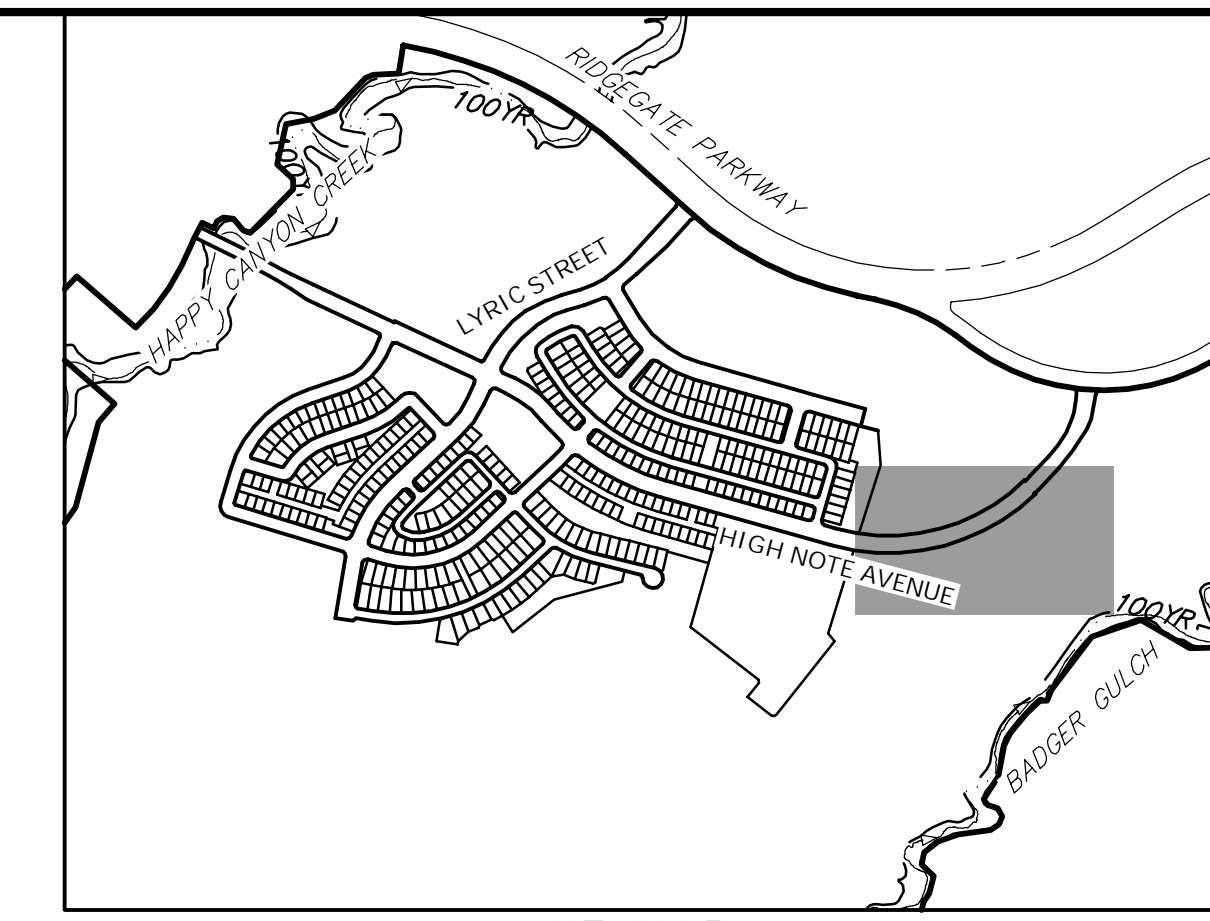 RIDGEGATE PARKWAY
100YR
HAPPY CANYON CREEK
LYRIC STREET
HIGH NOTE AVENUE
100YR
BADGER GULCH